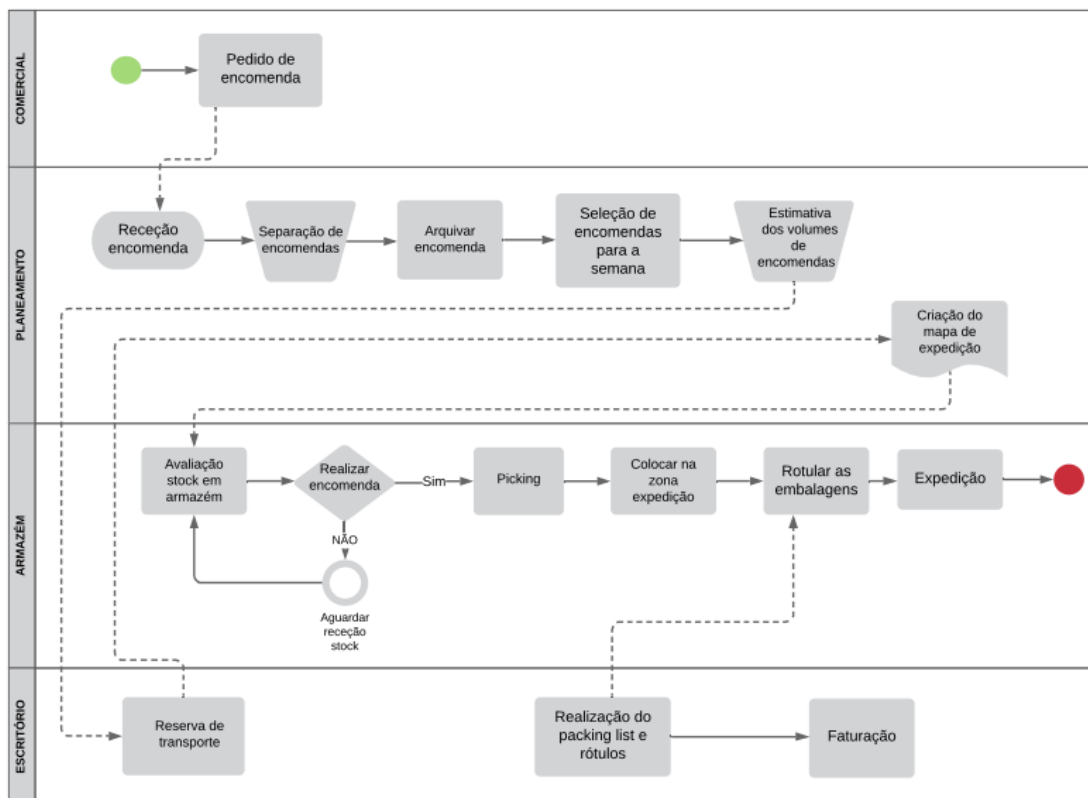 COMERCIAL
Pedido de
encomenda
PLANEAMENTO
Receção
encomenda
Separação de
encomendas
Arquivar
encomenda
Seleção de
encomendas
para a
semana
Estimativa
dos volumes
de
encomendas
Criação do
mapa de
expedição
ARMAZÉM
Avaliação
stock em
armazém
Realizar
encomenda
Sim
NÃO
Aguardar
receção
stock
Picking
Colocar na
zona
expedição
Rotular as
embalagens
Expedição
ESCRITÓRIO
Reserva de
transporte
Realização do
packing list e
rótulos
Faturação